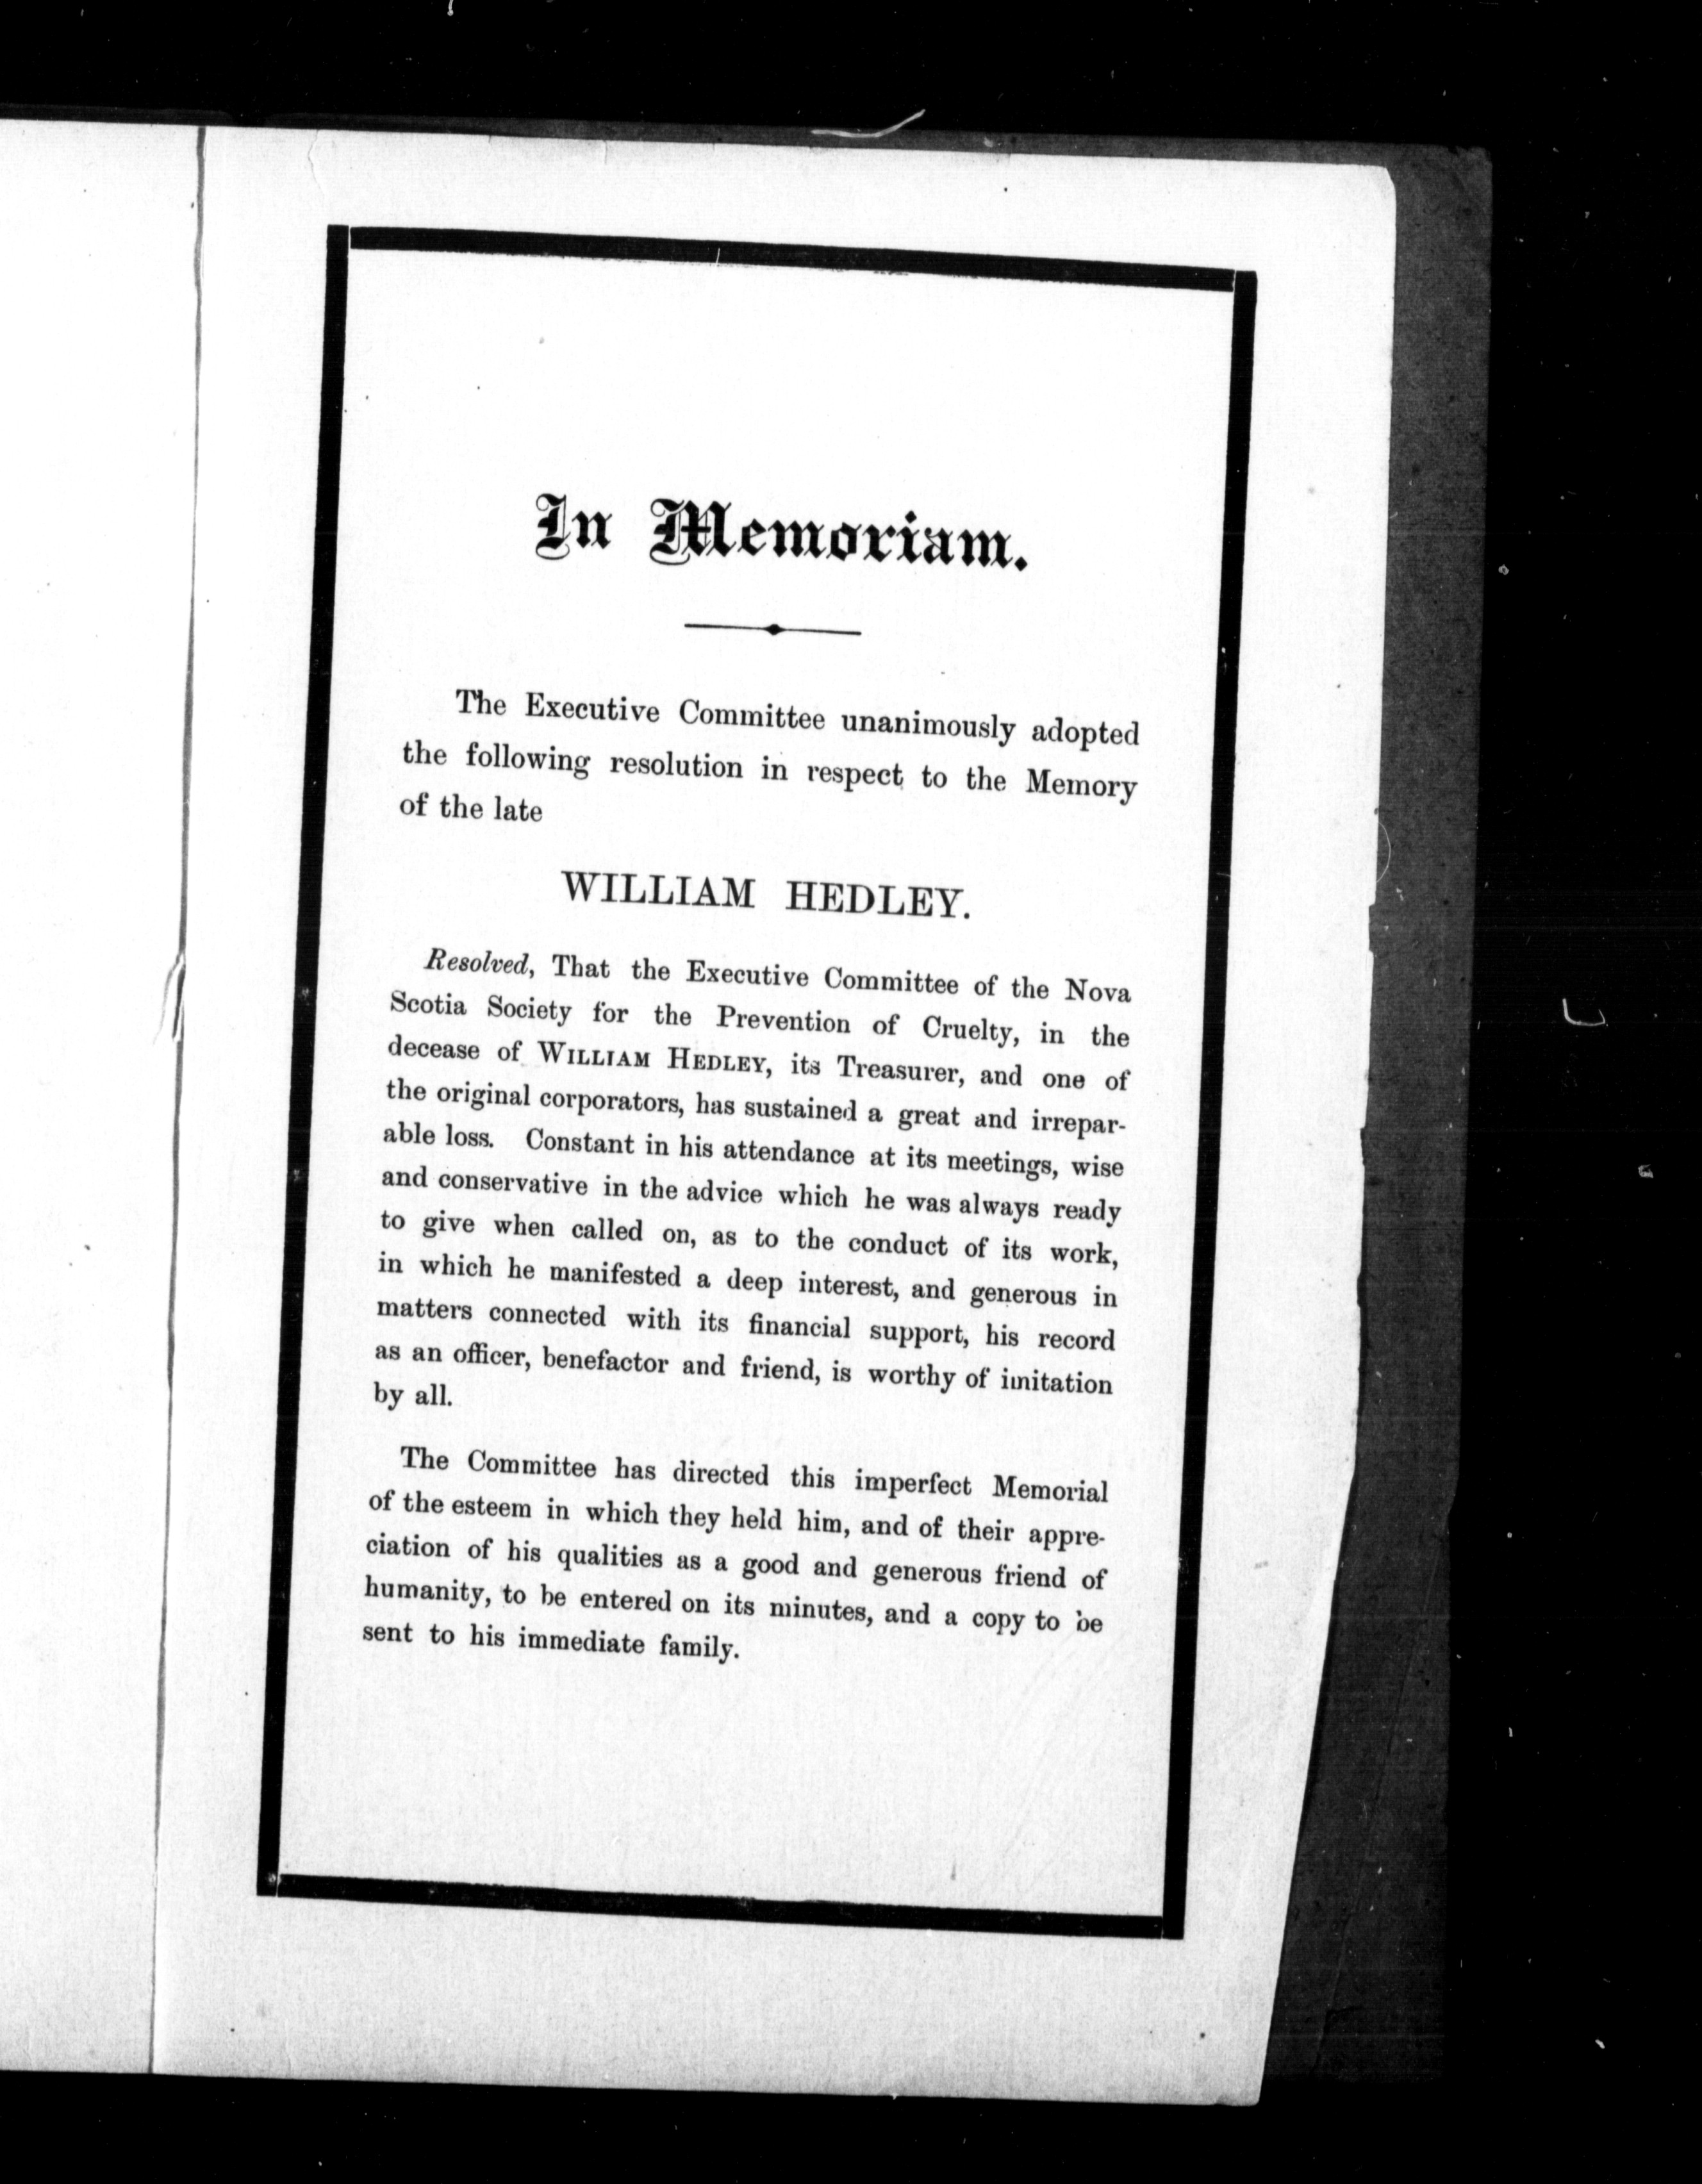 In Memoriam.
The Executive Committee unanimously adopted
the following resolution in respect to the Memory
of the late
WILLIAM HEDLEY.
Resolved, That the Executive Committee of the Nova
Scotia Society for the Prevention of Cruelty, in the
decease of WILLIAM HEDLEY, its Treasurer, and one of
the original corporators, has sustained a great and irrepar-
able loss. Constant in his attendance at its meetings, wise
and conservative in the advice which he was always ready
to give when called on, as to the conduct of its work,
in which he manifested a deep interest, and generous in
matters connected with its financial support, his record
as an officer, benefactor and friend, is worthy of imitation
by all.
The Committee has directed this imperfect Memorial
of the esteem in which they held him, and of their appre-
ciation of his qualities as a good and generous friend of
humanity, to be entered on its minutes, and a copy to be
sent to his immediate family.